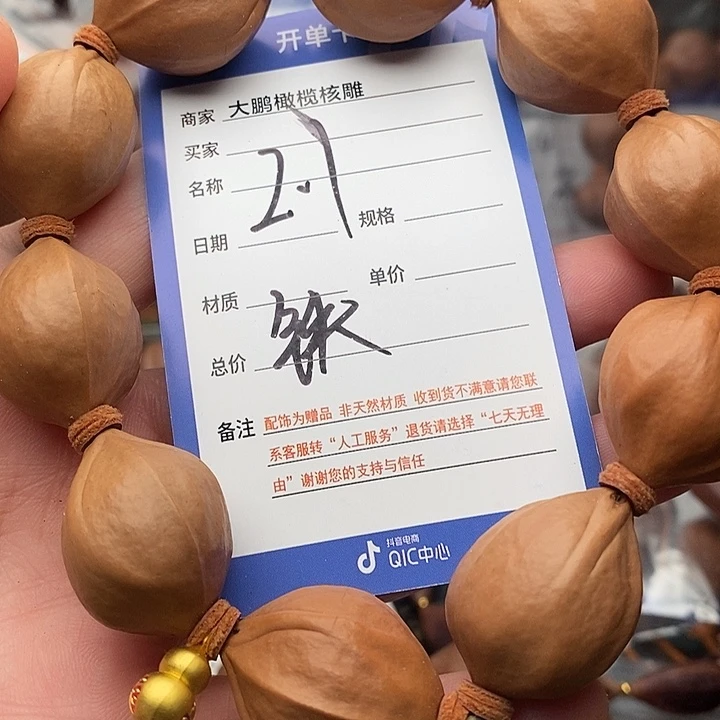 开单卡
商家 大鹏橄榄核雕
买家
名称
日期
规格
材质
单价
总价
备注 配饰为赠品 非天然材质 收到货不满意请您联
系客服转“人工服务”退货请选择“七天无理
由”谢谢您的支持与信任
抖音电商
QIC中心